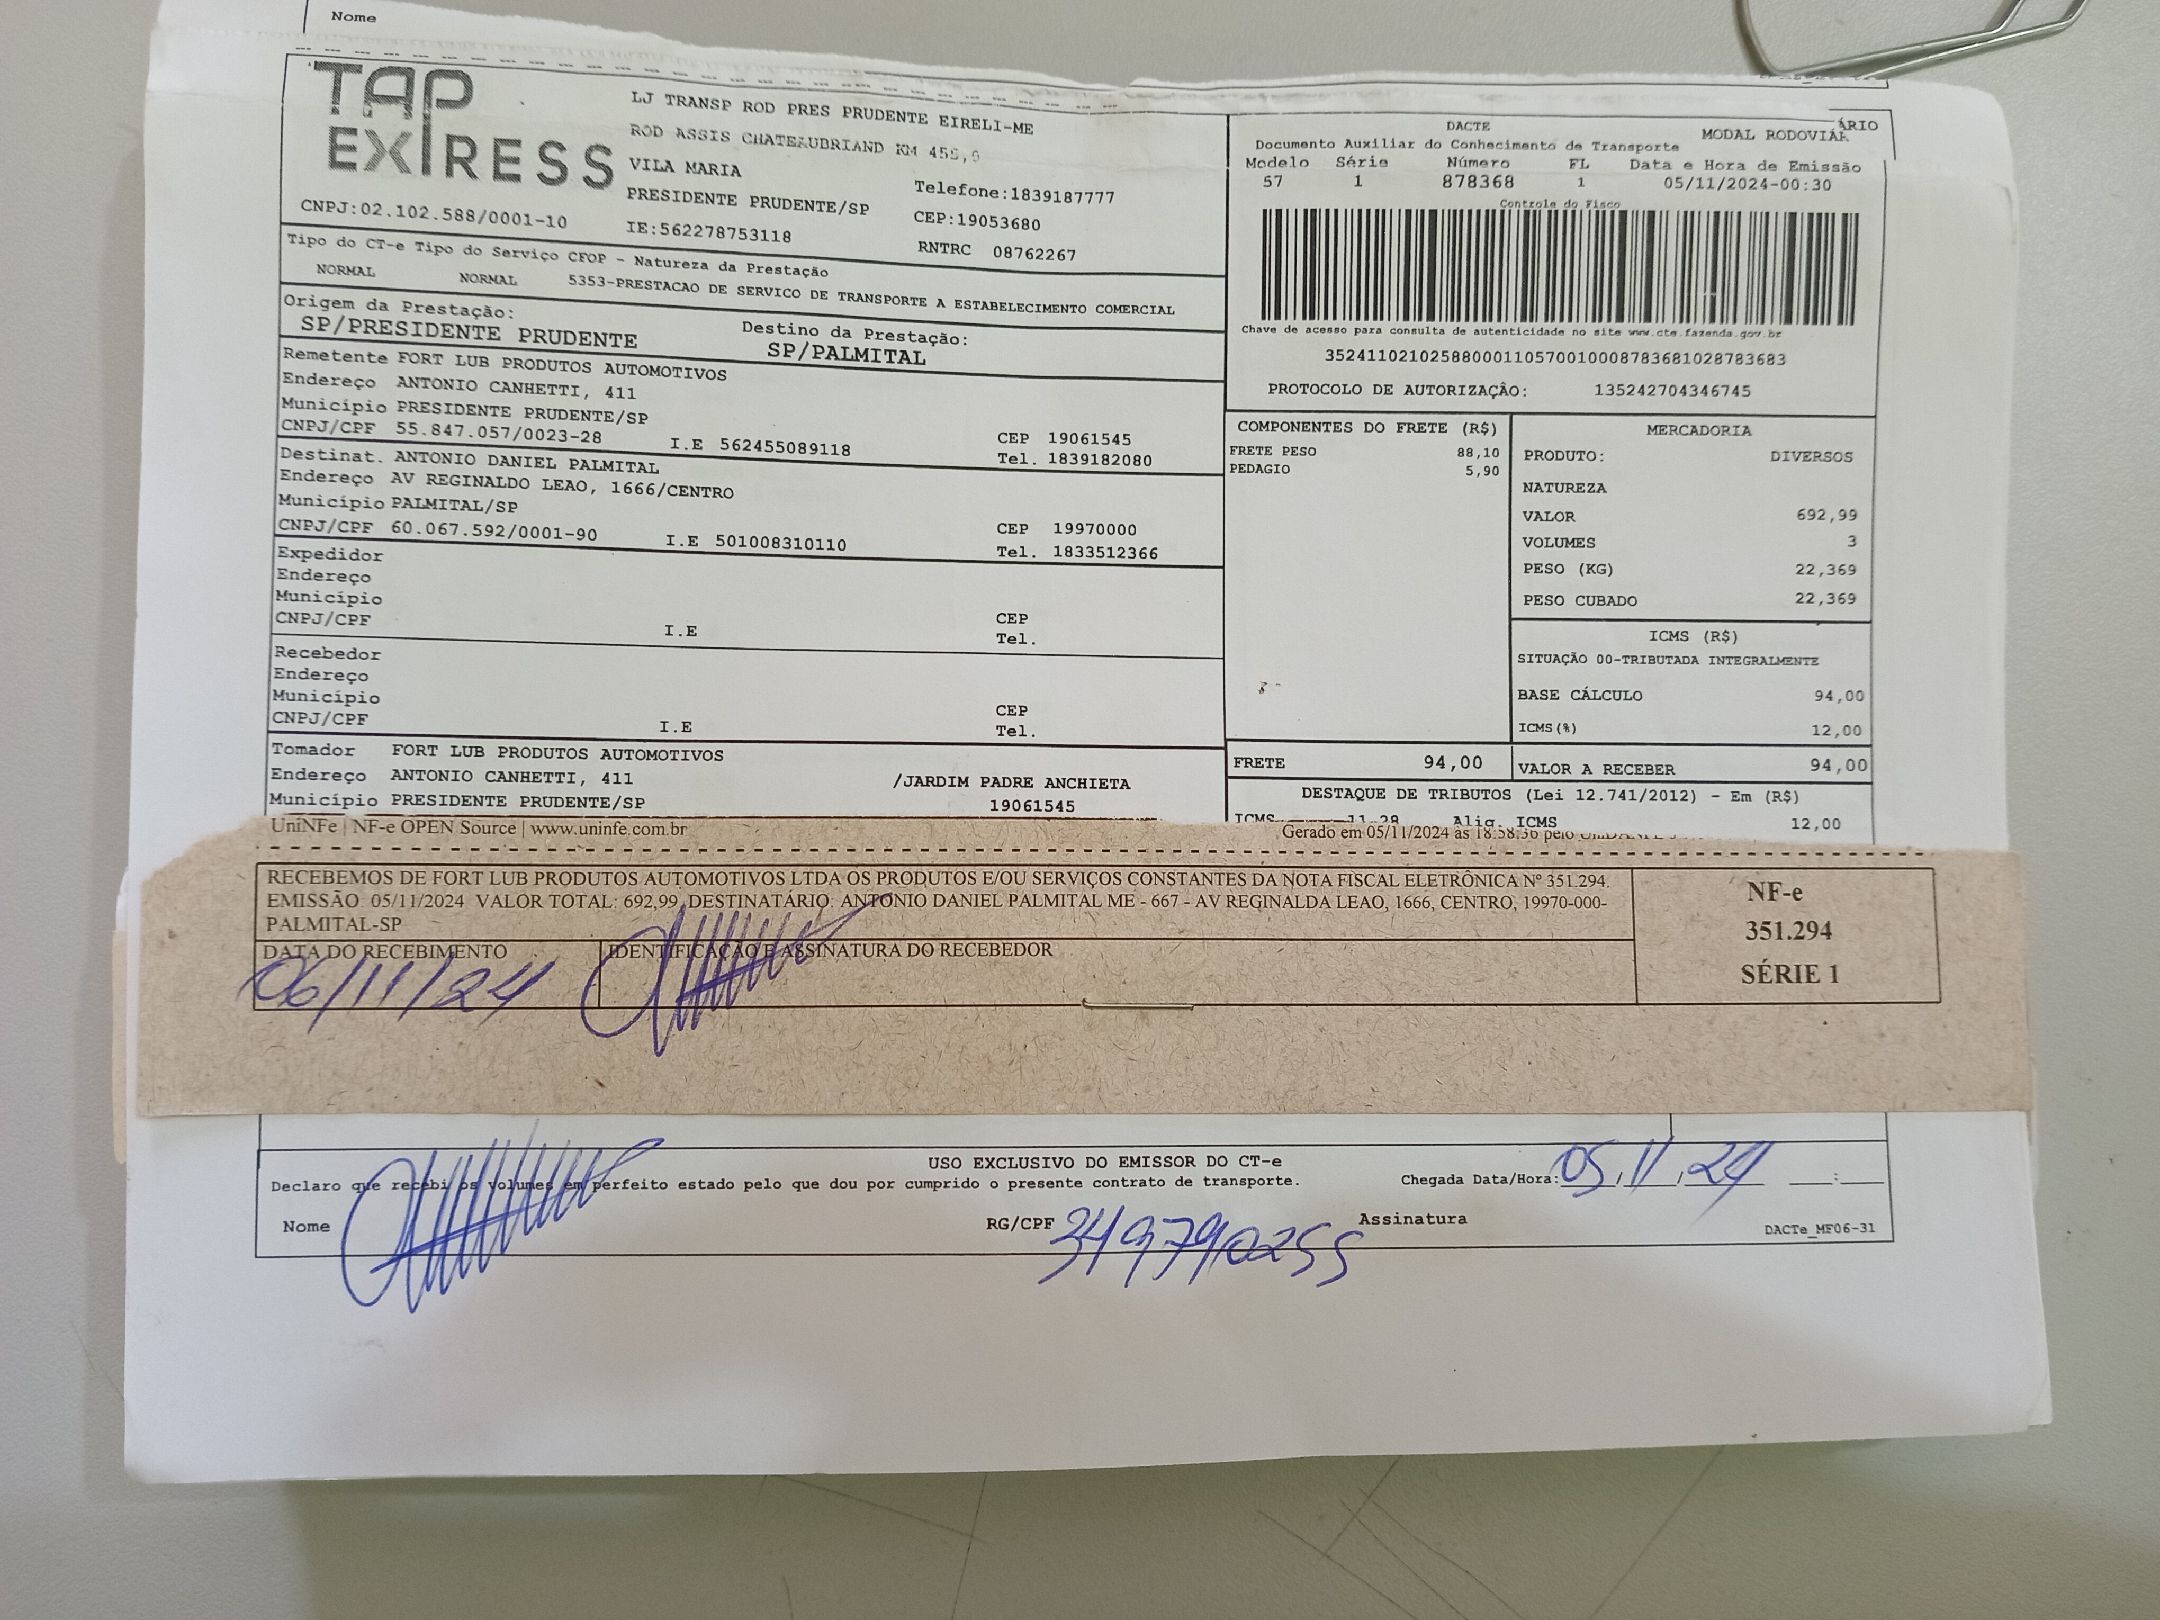 Nome
TAP EXPRESS
LJ TRANSP ROD PRES PRUDENTE EIRELI-ME
ROD ASSIS CHATEAUBRIAND KM 455,0
VILA MARIA
PRESIDENTE PRUDENTE/SP
Telefone:1839187777
CNPJ:02.102.588/0001-10
IE:562278753118
CEP:19053680
RNTRC 08762267
Tipo do CT-e Tipo do Serviço CFOP - Natureza da Prestação
NORMAL NORMAL 5353-PRESTACAO DE SERVICO DE TRANSPORTE A ESTABELECIMENTO COMERCIAL
Origem da Prestação:
SP/PRESIDENTE PRUDENTE
Destino da Prestação:
SP/PALMITAL
Remetente FORT LUB PRODUTOS AUTOMOTIVOS
Endereço ANTONIO CANHETTI, 411
Município PRESIDENTE PRUDENTE/SP
CNPJ/CPF 55.847.057/0023-28 I.E 562455089118
CEP 19061545
Tel. 1839182080
Destinat. ANTONIO DANIEL PALMITAL
Endereço AV REGINALDO LEAO, 1666/CENTRO
Município PALMITAL/SP
CNPJ/CPF 60.067.592/0001-90 I.E 501008310110
CEP 19970000
Tel. 1833512366
Expedidor
Endereço
Município
CNPJ/CPF I.E
CEP
Tel.
Recebedor
Endereço
Município
CNPJ/CPF I.E
CEP
Tel.
Tomador FORT LUB PRODUTOS AUTOMOTIVOS
Endereço ANTONIO CANHETTI, 411 /JARDIM PADRE ANCHIETA
Município PRESIDENTE PRUDENTE/SP 19061545
DACTE
MODAL RODOVIÁRIO
Documento Auxiliar do Conhecimento de Transporte
Modelo Série Número FL Data e Hora de Emissão
57 1 878368 1 05/11/2024-00:30
Controle do Fisco
Chave de acesso para consulta de autenticidade no site www.cte.fazenda.gov.br
35241102102588000110570010008783681028783683
PROTOCOLO DE AUTORIZAÇÂO: 135242704346745
COMPONENTES DO FRETE (R$)
FRETE PESO 88,10
PEDAGIO 5,90
MERCADORIA
PRODUTO: DIVERSOS
NATUREZA
VALOR 692,99
VOLUMES 3
PESO (KG) 22,369
PESO CUBADO 22,369
ICMS (R$)
SITUAÇÃO 00-TRIBUTADA INTEGRALMENTE
BASE CÁLCULO 94,00
ICMS(%) 12,00
FRETE 94,00
VALOR A RECEBER 94,00
DESTAQUE DE TRIBUTOS (Lei 12.741/2012) - Em (R$)
ICMS 11,28 Aliq. ICMS 12,00
UniNFe | NF-e OPEN Source | www.uninfe.com.br
Gerado em 05/11/2024 às 18:58:36 pelo
RECEBEMOS DE FORT LUB PRODUTOS AUTOMOTIVOS LTDA OS PRODUTOS E/OU SERVIÇOS CONSTANTES DA NOTA FISCAL ELETRÔNICA Nº 351.294.
EMISSÃO: 05/11/2024 VALOR TOTAL: 692,99, DESTINATÁRIO: ANTONIO DANIEL PALMITAL ME - 667 - AV REGINALDA LEAO, 1666, CENTRO, 19970-000-
PALMITAL-SP
DATA DO RECEBIMENTO
IDENTIFICAÇÃO E ASSINATURA DO RECEBEDOR
06/11/24
NF-e
351.294
SÉRIE 1
USO EXCLUSIVO DO EMISSOR DO CT-e
Declaro que recebi os volumes em perfeito estado pelo que dou por cumprido o presente contrato de transporte.
Chegada Data/Hora: 05/11/24 :
Nome
RG/CPF 3497910255
Assinatura
DACTe_MF06-31